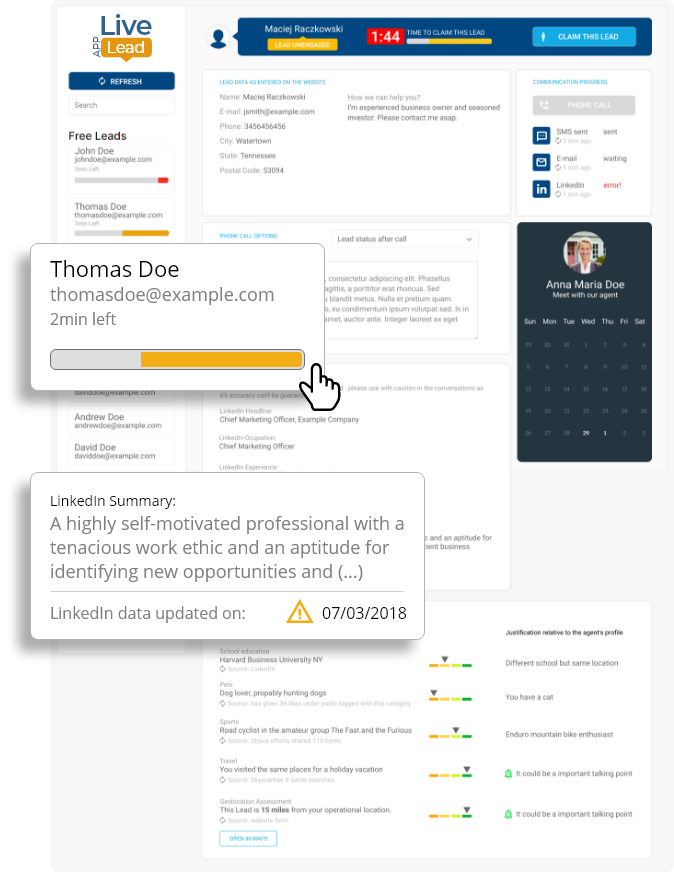 Live
APP
Lead
REFRESH
Search
Free Leads
John Doe
johndoe@example.com
2min Left
Thomas Doe
thomasdoe@example.com
3min Left
Maciej Raczkowski
LEAD UNENGAGED
1:44 TIME TO CLAIM THIS LEAD
CLAIM THIS LEAD
LEAD DATA AS ENTERED ON THE WEBSITE
Name: Maciej Raczkowski
E-mail: jsmith@example.com
Phone: 3456456456
City: Watertown
State: Tennessee
Postal Code: 53094
How we can help you?
I'm experienced business owner and seasoned
investor. Please contact me asap.
COMMUNICATION PROGRESS
PHONE CALL
SMS sent sent
3 min ago
E-mail waiting
5 min ago
LinkedIn error!
1 min ago
PHONE CALL OPTIONS
Lead status after call
, consectetur adipiscing elit. Phasellus
agittis, a porttitor erat rhoncus. Sed
u blandit metus. Nulla et pretium quam.
o, eu condimentum ipsum volutpat sed. In in
amet, auctor ante. Integer laoreet ex eget
Anna Maria Doe
Meet with our agent
Sun Mon Tue Wed Thu Fri Sat
29 30 31 1 2 3 4
5 6 7 8 9 10 11
12 13 14 15 16 17 18
19 20 21 22 23 24 25
26 27 28 29 1 2 3
Thomas Doe
thomasdoe@example.com
2min left
daviddoe@example.com
Andrew Doe
andrewdoe@example.com
David Doe
daviddoe@example.com
- please use with caution in the conversations as
it's accuracy can't be guaran
LinkedIn Headline:
Chief Marketing Officer, Example Company
LinkedIn Ocupation:
Chief Marketing Officer
LinkedIn Experience:
LinkedIn Summary:
A highly self-motivated professional with a
tenacious work ethic and an aptitude for
identifying new opportunities and (...)
LinkedIn data updated on: 07/03/2018
ic and an aptitude for
cient business
Justification relative to the agent's profile
School education
Harvard Business University NY
Source: LinkedIn
Different school but same location
Pets
Dog lover, propably hunting dogs
Source: has given 34 likes under posts tagged with this category
You have a cat
Sports
Road cyclist in the amateur group The Fast and the Furious
Source: Strava efforts shared 113 times
Enduro mountain bike enthusiast
Travel
You visited the same places for a holiday vacation
Source: Skyscanner 8 same searches.
It could be a important talking point
Geolocation Assessment
This Lead is 15 miles from your operational location.
Source: website form
It could be a important talking point
OPEN IN MAPS